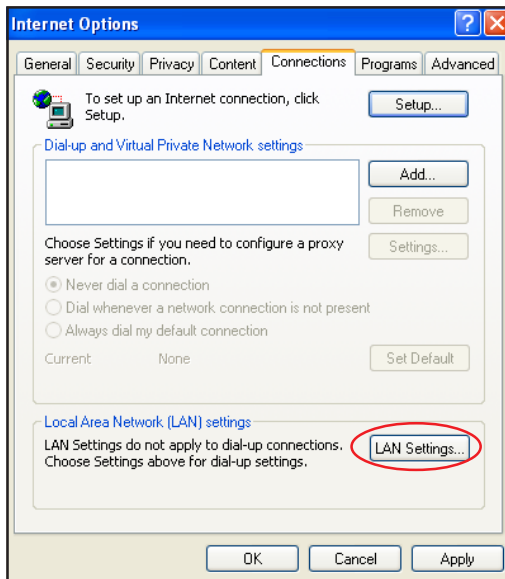 Internet Options
General Security Privacy Content Connections Programs Advanced
To set up an Internet connection, click
Setup.
Setup...
Dial-up and Virtual Private Network settings
Add...
Remove
Choose Settings if you need to configure a proxy
server for a connection.
Settings...
Never dial a connection
Dial whenever a network connection is not present
Always dial my default connection
Current None
Set Default
Local Area Network (LAN) settings
LAN Settings do not apply to dial-up connections.
Choose Settings above for dial-up settings.
LAN Settings...
OK Cancel Apply